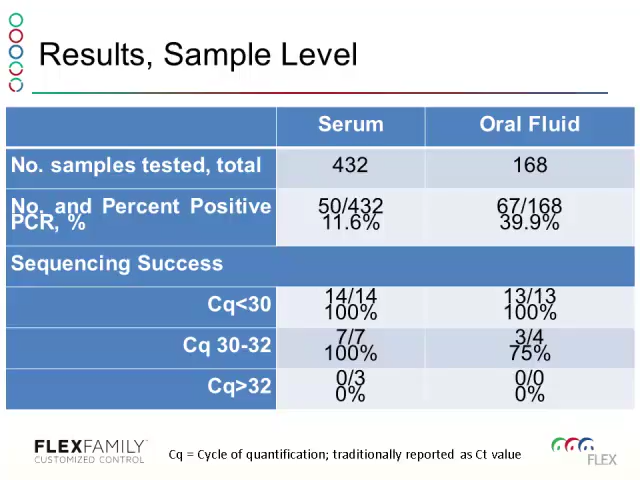 Results, Sample Level
Serum Oral Fluid
No. samples tested, total 432 168
No. and Percent Positive PCR, % 50/432 11.6% 67/168 39.9%
Sequencing Success
Cq<30 14/14 100% 13/13 100%
Cq 30-32 7/7 100% 3/4 75%
Cq>32 0/3 0% 0/0 0%
FLEXFAMILY™
CUSTOMIZED CONTROL
Cq = Cycle of quantification; traditionally reported as Ct value
FLEX